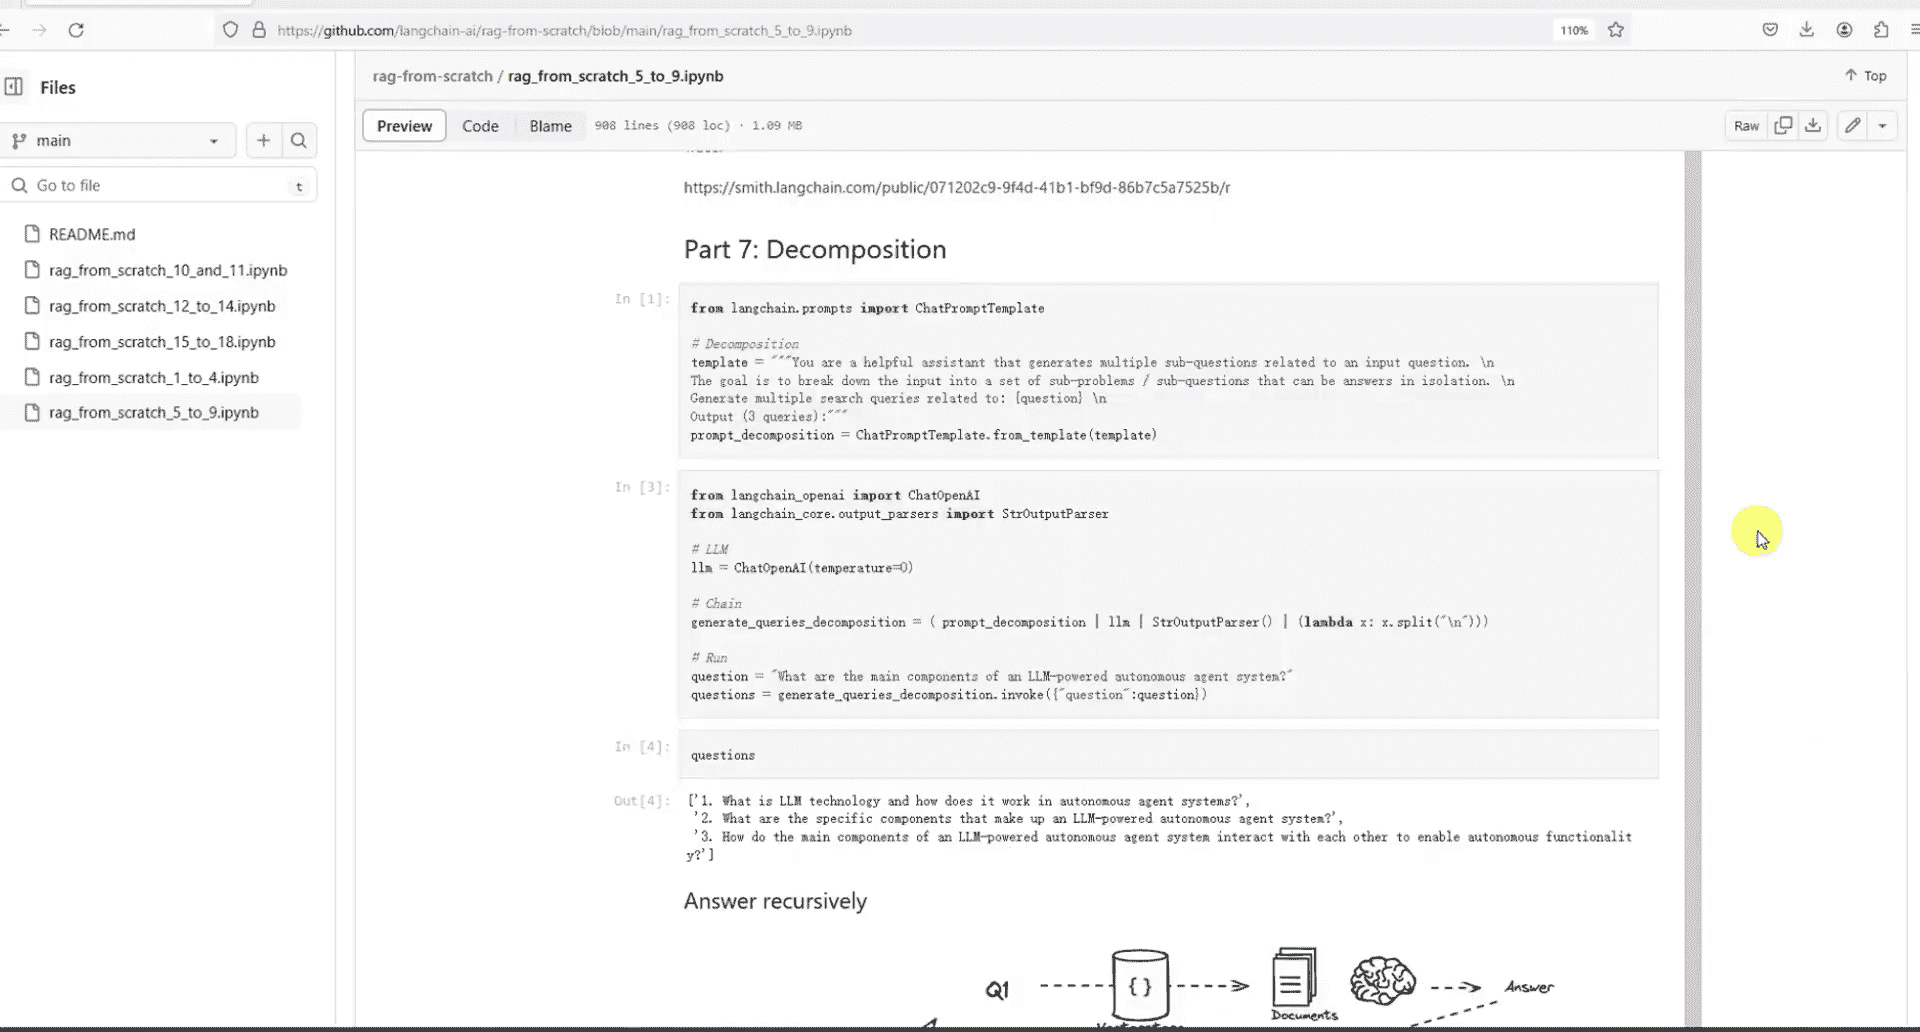 https://github.com/langchain-ai/rag-from-scratch/blob/main/rag_from_scratch_5_to_9.ipynb
110%
Files
main
Go to file
t
README.md
rag_from_scratch_10_and_11.ipynb
rag_from_scratch_12_to_14.ipynb
rag_from_scratch_15_to_18.ipynb
rag_from_scratch_1_to_4.ipynb
rag_from_scratch_5_to_9.ipynb
rag-from-scratch / rag_from_scratch_5_to_9.ipynb
Top
Preview
Code
Blame
908 lines (908 loc) · 1.09 MB
Raw
https://smith.langchain.com/public/071202c9-9f4d-41b1-bf9d-86b7c5a7525b/r
Part 7: Decomposition
In [1]:
from langchain.prompts import ChatPromptTemplate
# Decomposition
template = """You are a helpful assistant that generates multiple sub-questions related to an input question. \n
The goal is to break down the input into a set of sub-problems / sub-questions that can be answers in isolation. \n
Generate multiple search queries related to: {question} \n
Output (3 queries):"""
prompt_decomposition = ChatPromptTemplate.from_template(template)
In [3]:
from langchain_openai import ChatOpenAI
from langchain_core.output_parsers import StrOutputParser
# LLM
llm = ChatOpenAI(temperature=0)
# Chain
generate_queries_decomposition = ( prompt_decomposition | llm | StrOutputParser() | (lambda x: x.split("\n")))
# Run
question = "What are the main components of an LLM-powered autonomous agent system?"
questions = generate_queries_decomposition.invoke({"question":question})
In [4]:
questions
Out[4]:
['1. What is LLM technology and how does it work in autonomous agent systems?',
'2. What are the specific components that make up an LLM-powered autonomous agent system?',
'3. How do the main components of an LLM-powered autonomous agent system interact with each other to enable autonomous functionalit
y?']
Answer recursively
Q1
{ }
Documents
Answer